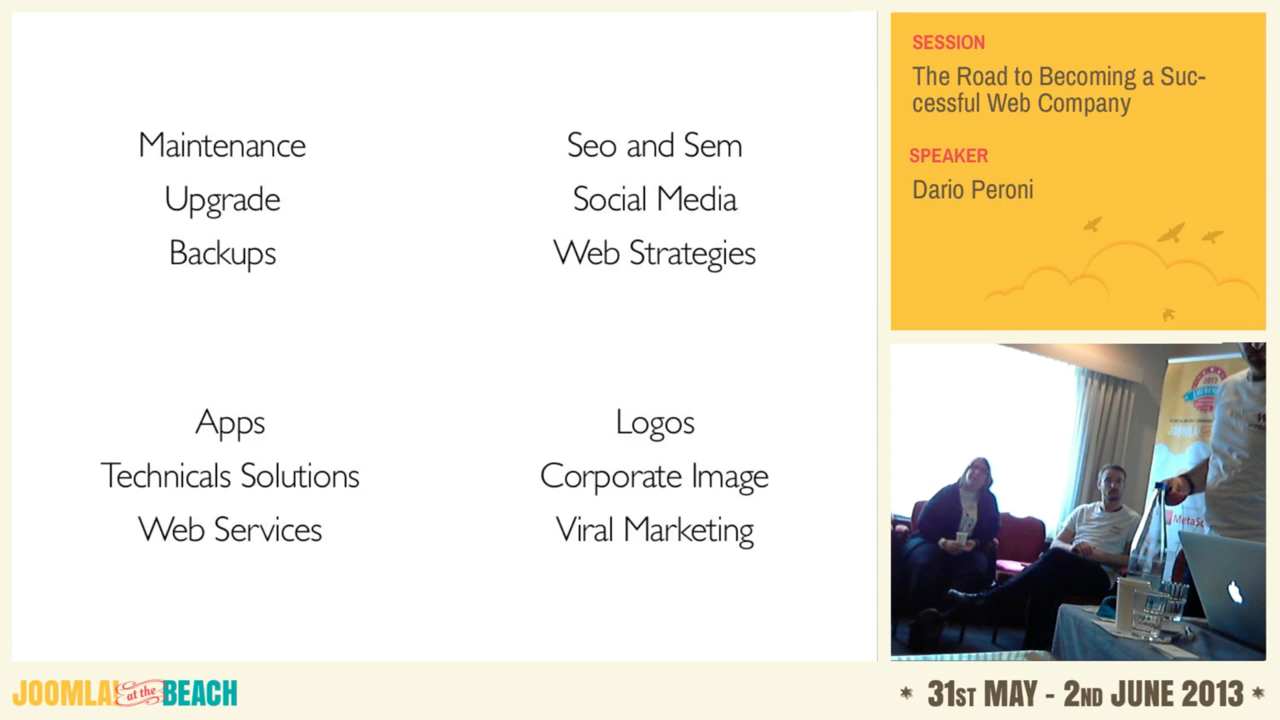 Maintenance
Upgrade
Backups
Seo and Sem
Social Media
Web Strategies
Apps
Technicals Solutions
Web Services
Logos
Corporate Image
Viral Marketing
SESSION
The Road to Becoming a Suc-
cessful Web Company
SPEAKER
Dario Peroni
2013
JOOMLA! at the BEACH
* 31ST MAY - 2ND JUNE 2013 *